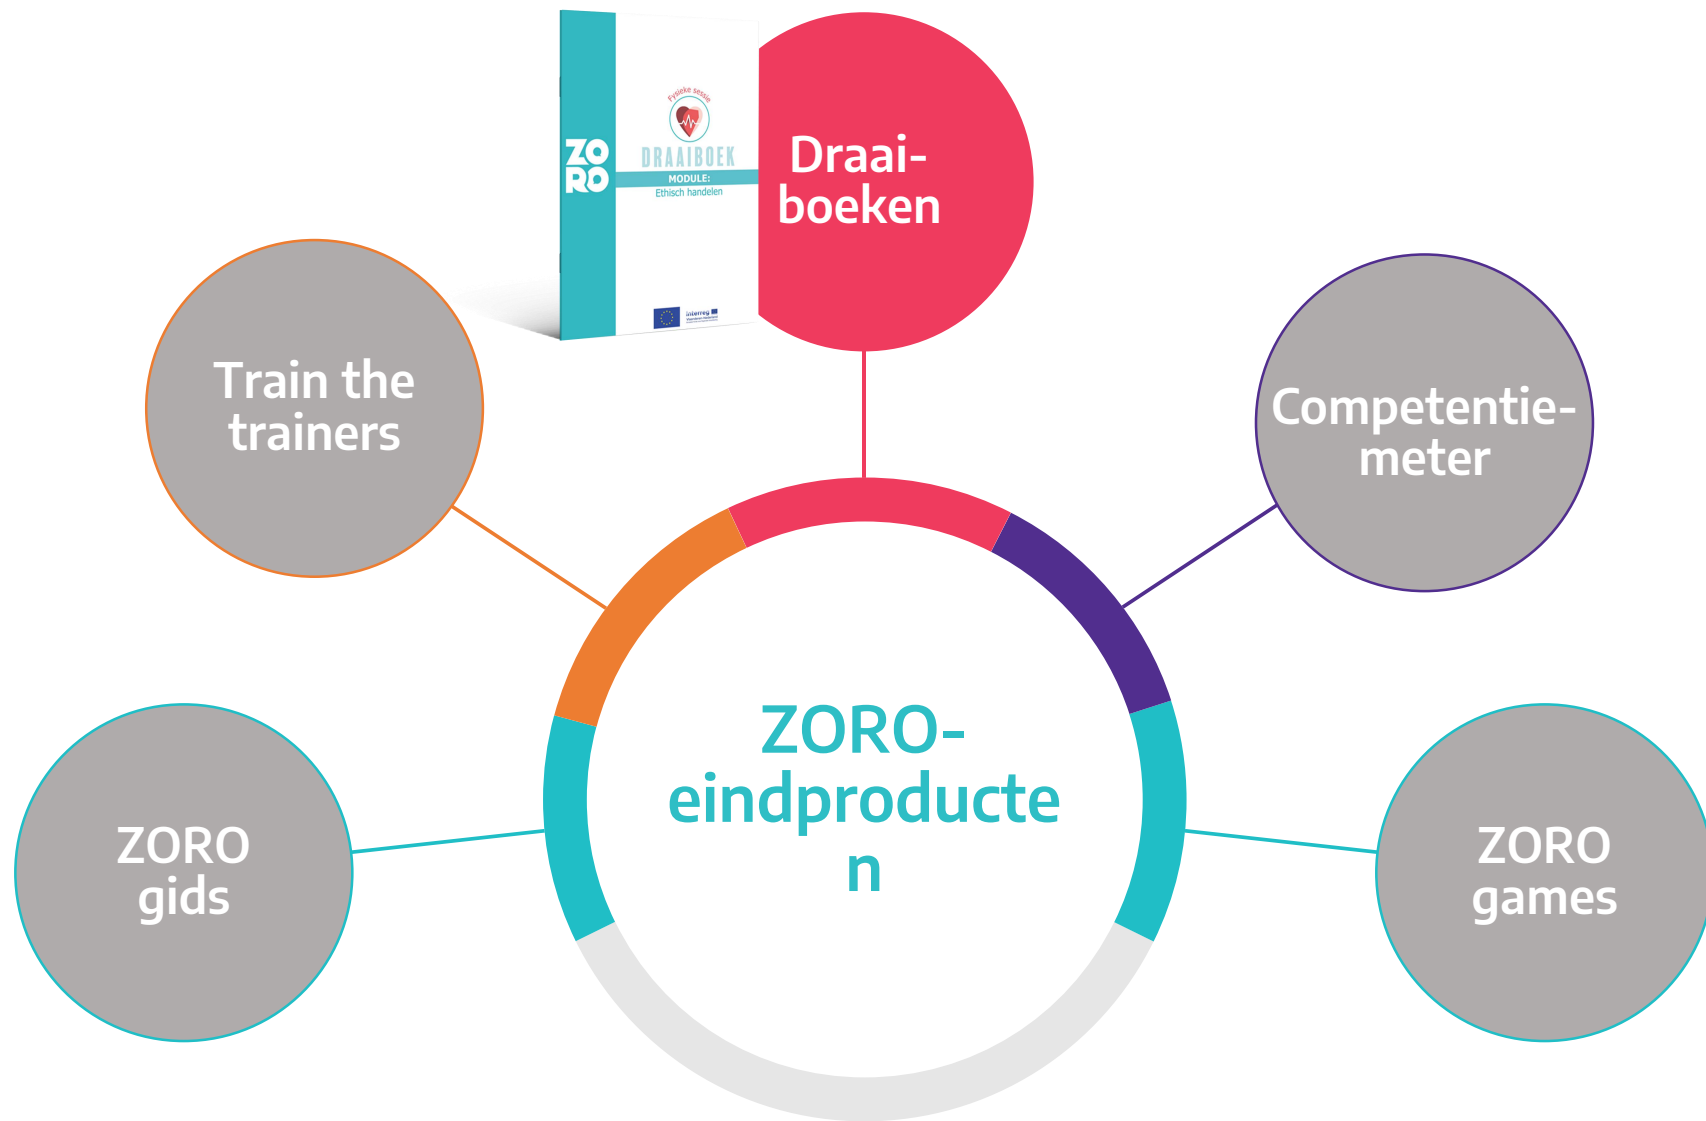 Fysieke sessie
ZO
RO
DRAAIBOEK
MODULE:
Ethisch handelen
Interreg
Draai-
boeken
Train the
trainers
Competentie-
meter
ZORO-
eindproducte
n
ZORO
gids
ZORO
games